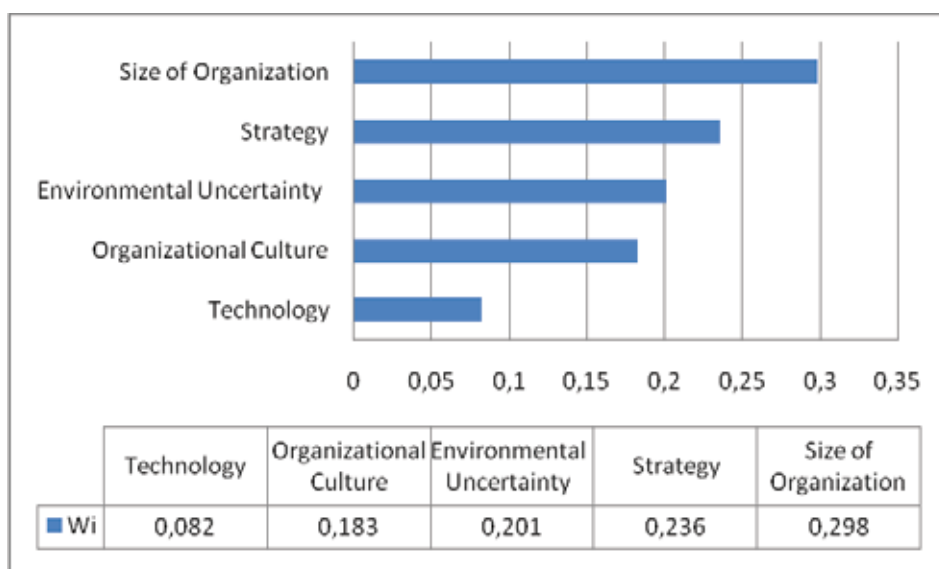 Size of Organization
Strategy
Environmental Uncertainty
Organizational Culture
Technology
0 0,05 0,1 0,15 0,2 0,25 0,3 0,35
Technology Organizational Culture Environmental Uncertainty Strategy Size of Organization
Wi 0,082 0,183 0,201 0,236 0,298